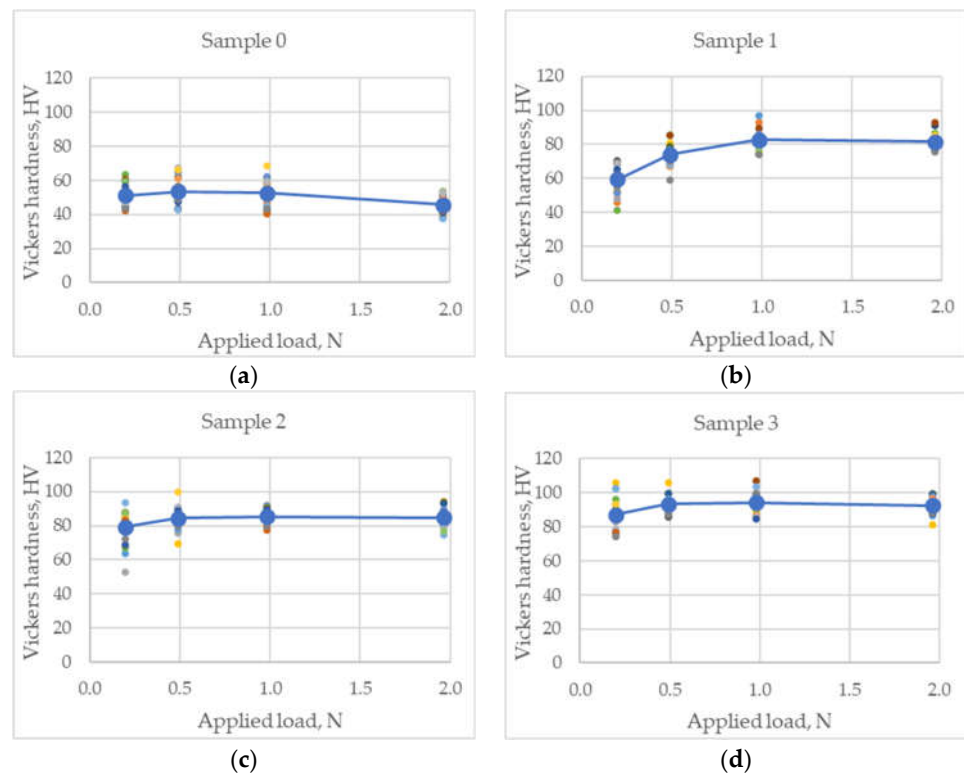 Sample 0
Vickers hardness, HV
120
100
80
60
40
20
0
0.0 0.5 1.0 1.5 2.0
Applied load, N
(a)
Sample 1
Vickers hardness, HV
120
100
80
60
40
20
0
0.0 0.5 1.0 1.5 2.0
Applied load, N
(b)
Sample 2
Vickers hardness, HV
120
100
80
60
40
20
0
0.0 0.5 1.0 1.5 2.0
Applied load, N
(c)
Sample 3
Vickers hardness, HV
120
100
80
60
40
20
0
0.0 0.5 1.0 1.5 2.0
Applied load, N
(d)